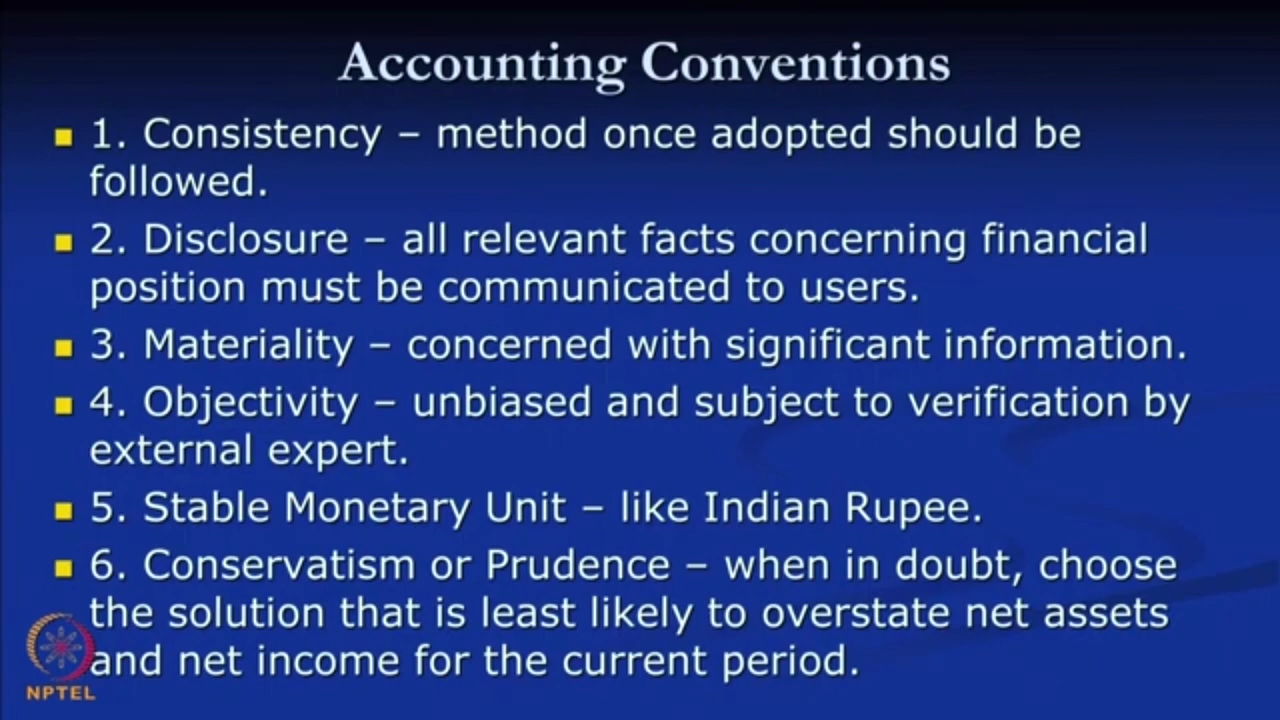 Accounting Conventions
1. Consistency – method once adopted should be
followed.
2. Disclosure – all relevant facts concerning financial
position must be communicated to users.
3. Materiality – concerned with significant information.
4. Objectivity – unbiased and subject to verification by
external expert.
5. Stable Monetary Unit – like Indian Rupee.
6. Conservatism or Prudence – when in doubt, choose
the solution that is least likely to overstate net assets
and net income for the current period.
NPTEL